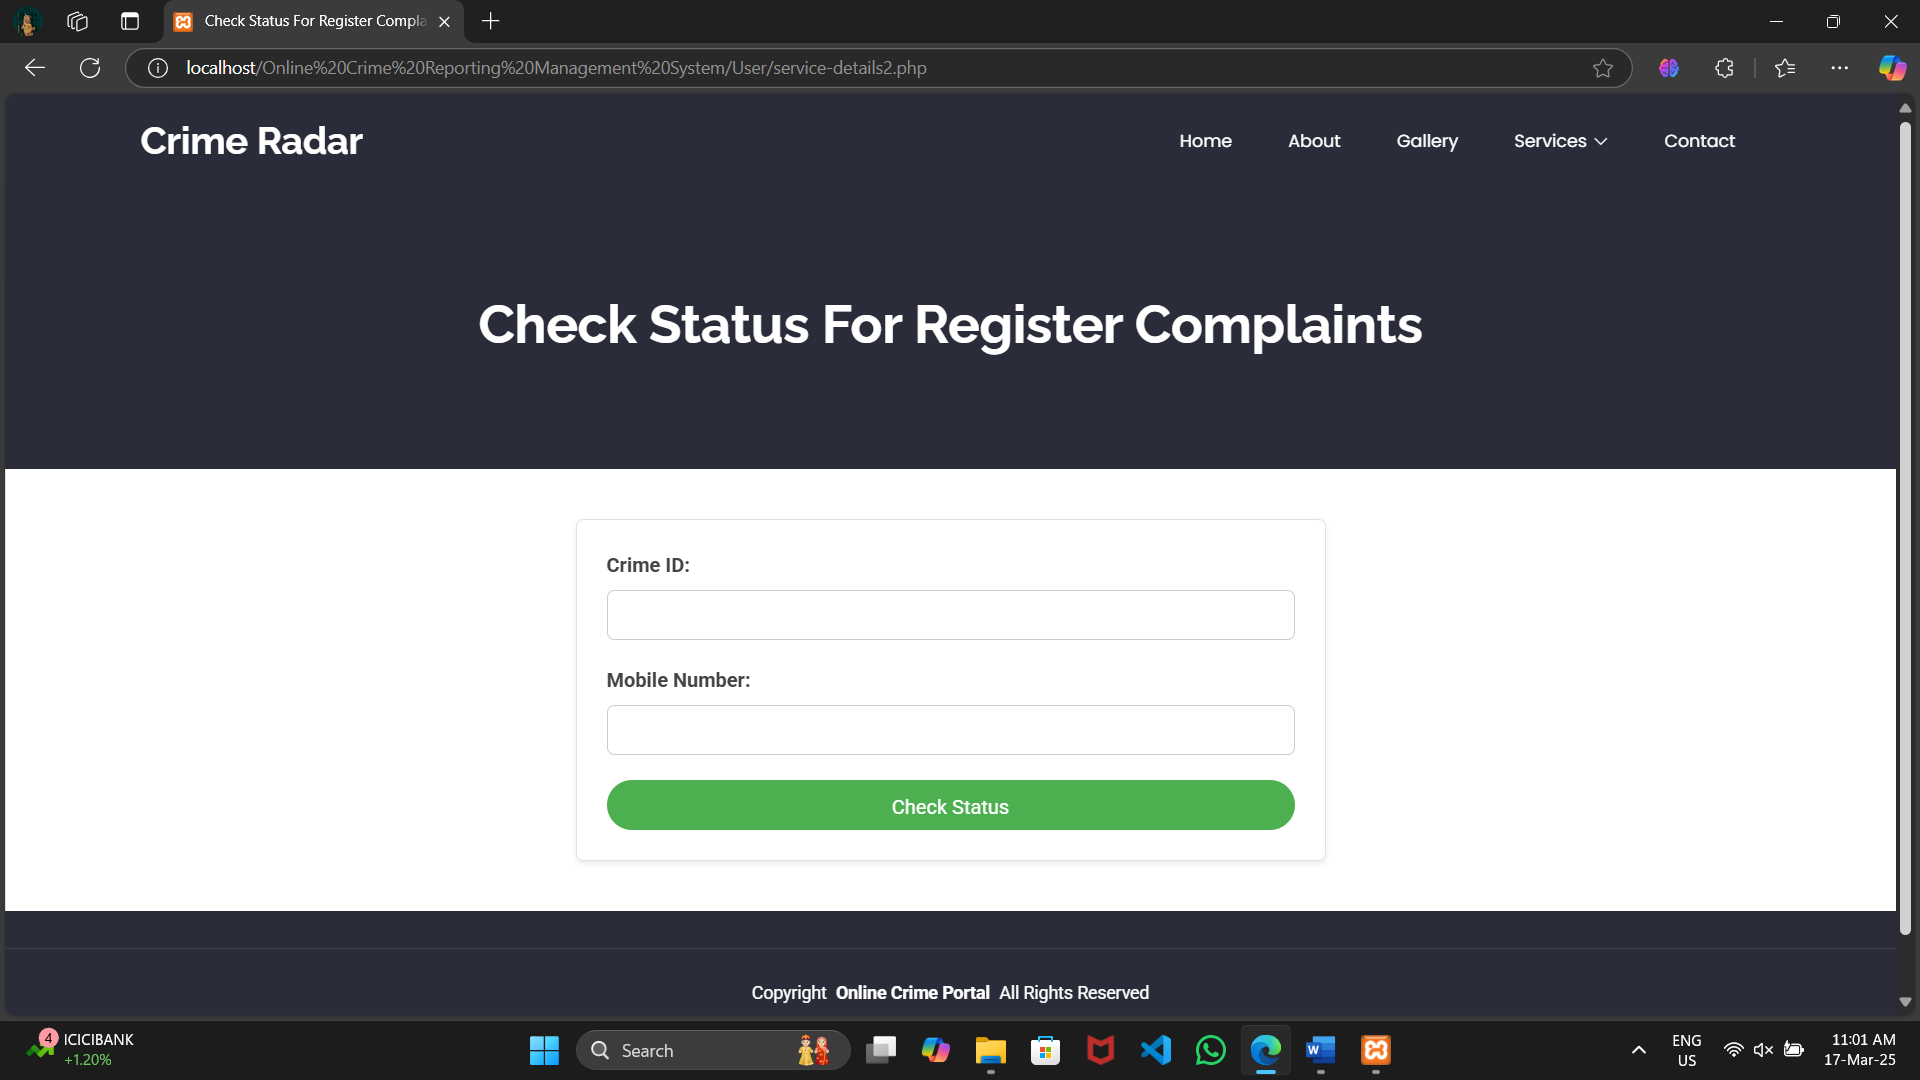 Check Status For Register Compla
localhost/Online%20Crime%20Reporting%20Management%20System/User/service-details2.php
Crime Radar
Home About Gallery Services Contact
Check Status For Register Complaints
Crime ID:
Mobile Number:
Check Status
Copyright Online Crime Portal All Rights Reserved
4
ICICIBANK
+1.20%
Search
W
ENG
US
11:01 AM
17-Mar-25